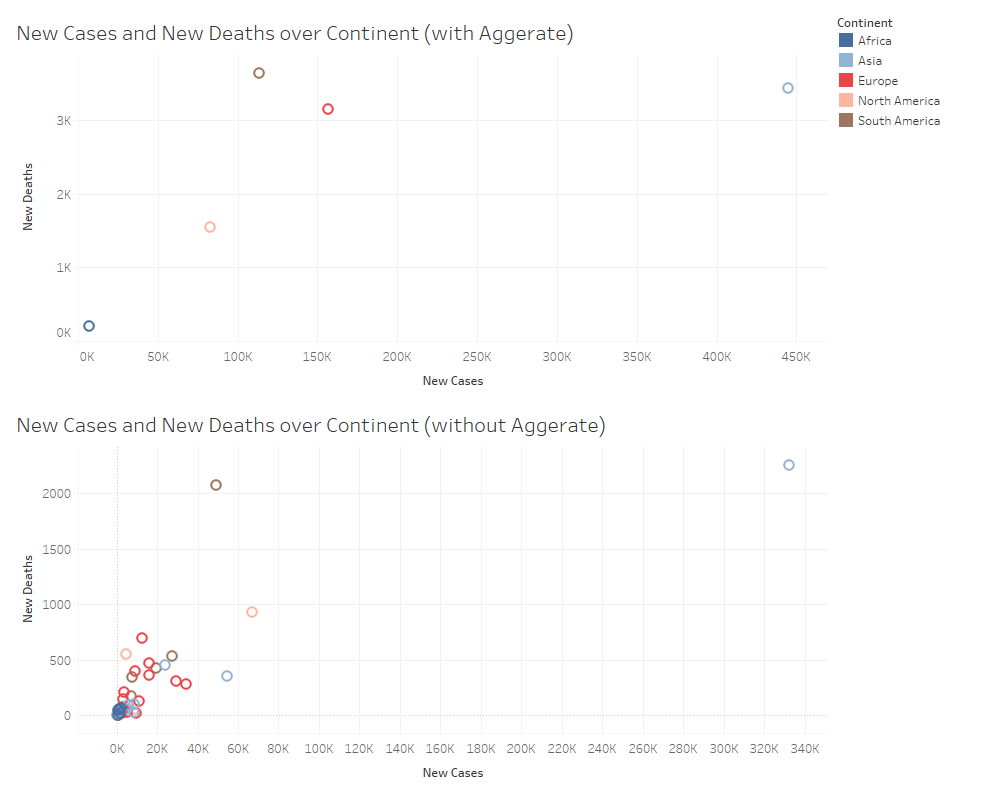 New Cases and New Deaths over Continent (with Aggerate)
Continent
Africa
Asia
Europe
North America
South America
New Deaths
3K
2K
1K
0K
0K 50K 100K 150K 200K 250K 300K 350K 400K 450K
New Cases
New Cases and New Deaths over Continent (without Aggerate)
New Deaths
2000
1500
1000
500
0
0K 20K 40K 60K 80K 100K 120K 140K 160K 180K 200K 220K 240K 260K 280K 300K 320K 340K
New Cases